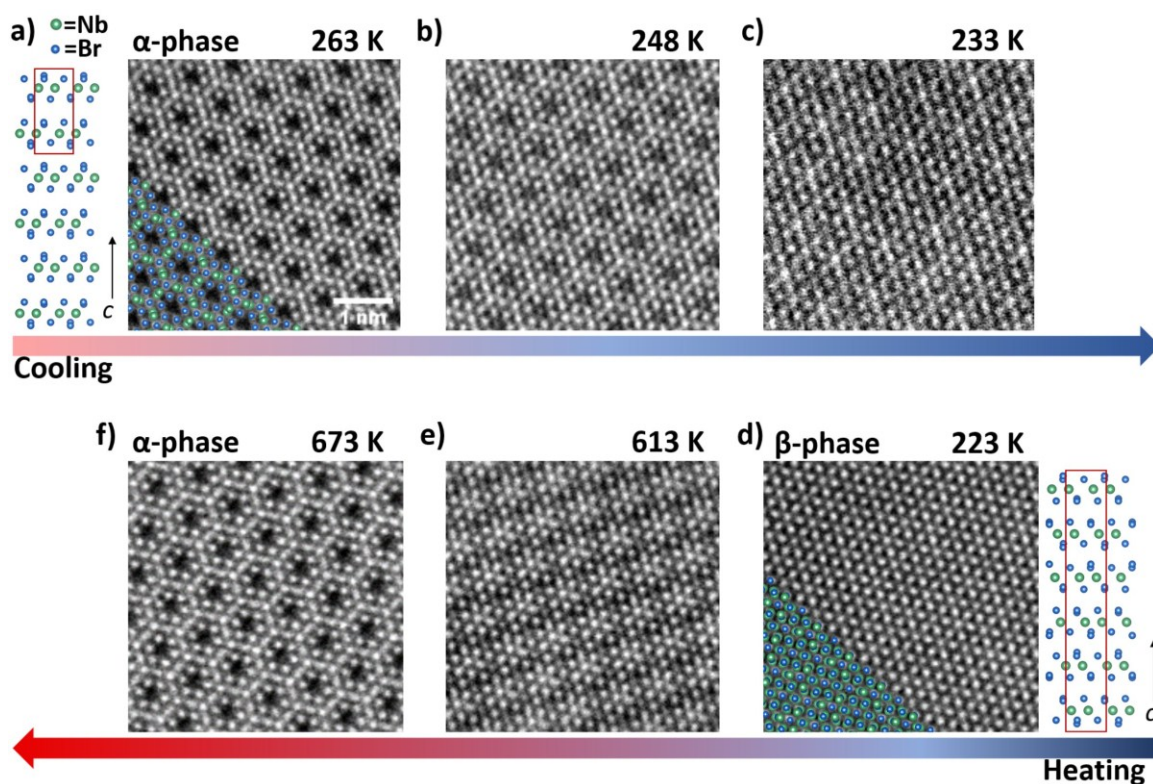 a)
=Nb
=Br
α-phase 263 K
b) 248 K
c) 233 K
c
1 nm
Cooling
f) α-phase 673 K
e) 613 K
d) β-phase 223 K
c
Heating